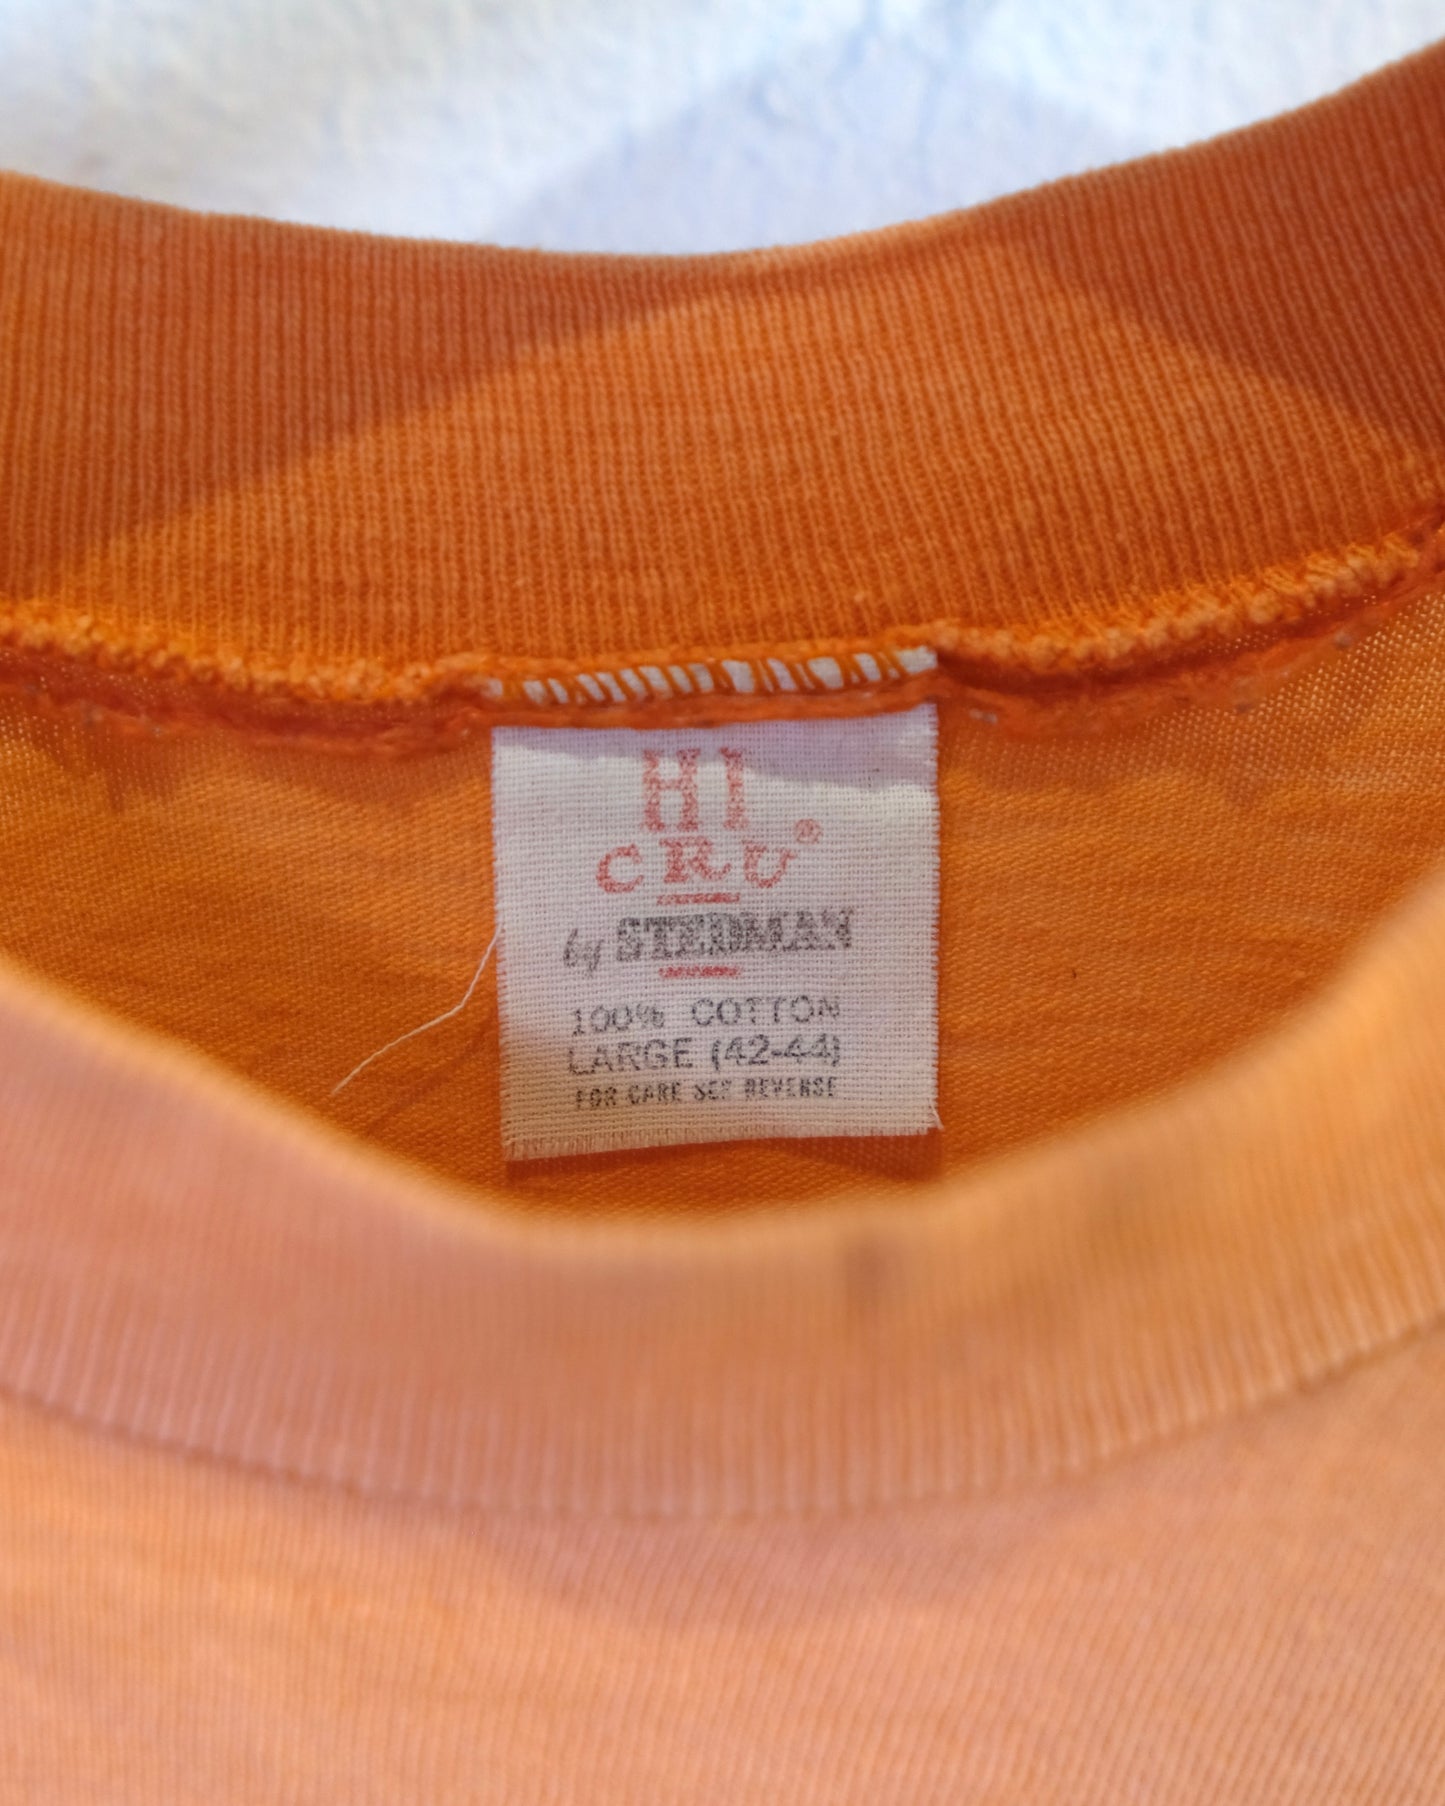 HI
CRU®
by STEDMAN
100% COTTON
LARGE (42-44)
FOR CARE SEE REVERSE